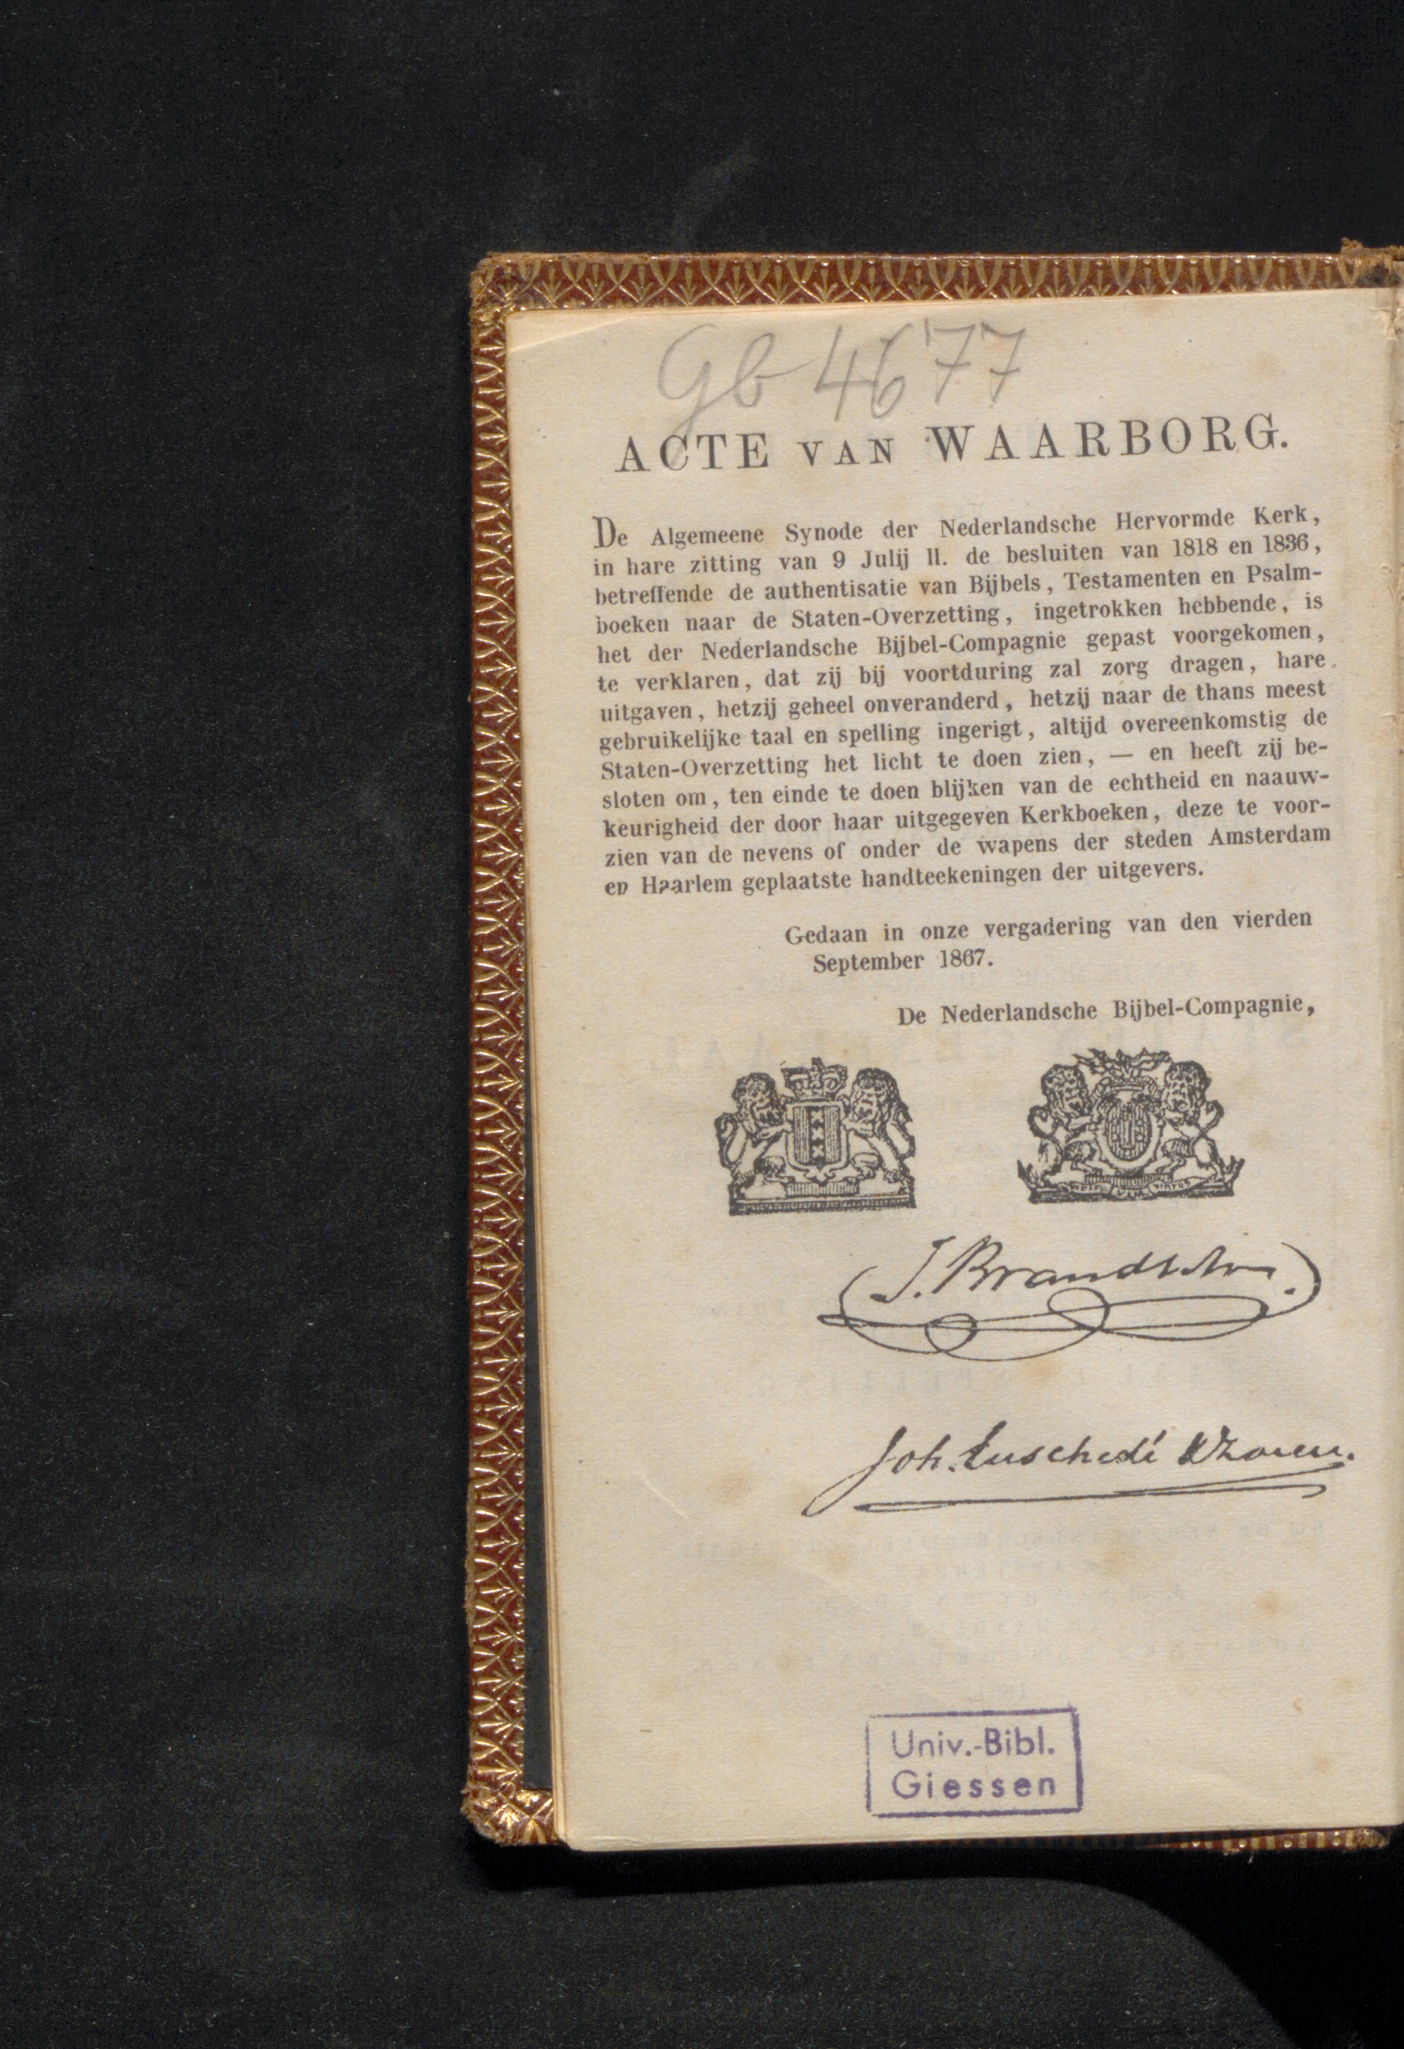 Gb 4677
ACTE VAN WAARBORG.
De Algemeene Synode der Nederlandsche Hervormde Kerk,
in hare zitting van 9 Julij ll. de besluiten van 1818 en 1836,
betreffende de authentisatie van Bijbels, Testamenten en Psalm-
boeken naar de Staten-Overzetting, ingetrokken hebbende, is
het der Nederlandsche Bijbel-Compagnie gepast voorgekomen,
te verklaren, dat zij bij voortduring zal zorg dragen, hare
uitgaven, hetzij geheel onveranderd, hetzij naar de thans meest
gebruikelijke taal en spelling ingerigt, altijd overeenkomstig de
Staten-Overzetting het licht te doen zien, — en heeft zij be-
sloten om, ten einde te doen blijken van de echtheid en naauw-
keurigheid der door haar uitgegeven Kerkboeken, deze te voor-
zien van de nevens of onder de wapens der steden Amsterdam
en Haarlem geplaatste handteekeningen der uitgevers.
Gedaan in onze vergadering van den vierden
September 1867.
De Nederlandsche Bijbel-Compagnie,
J. Brandt
Joh. Enschedé Zonen.
Univ.-Bibl.
Giessen